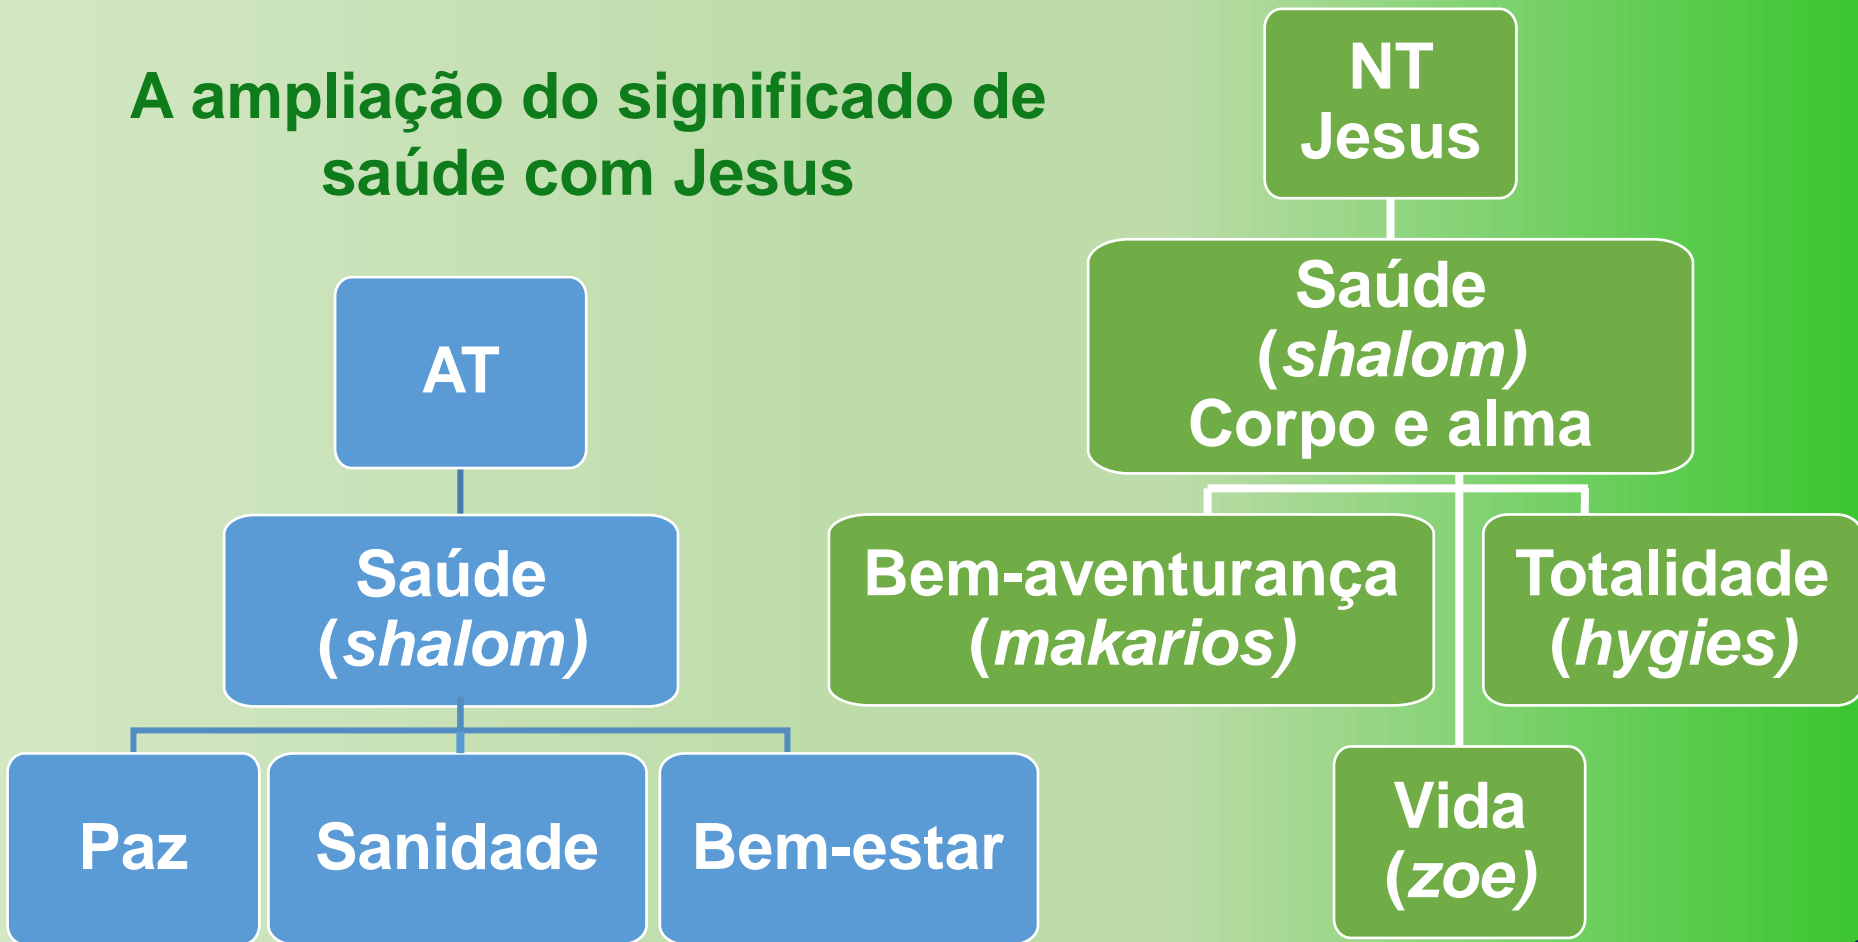 A ampliação do significado de
saúde com Jesus
AT
Saúde
(shalom)
Paz
Sanidade
Bem-estar
NT
Jesus
Saúde
(shalom)
Corpo e alma
Bem-aventurança
(makarios)
Totalidade
(hygies)
Vida
(zoe)